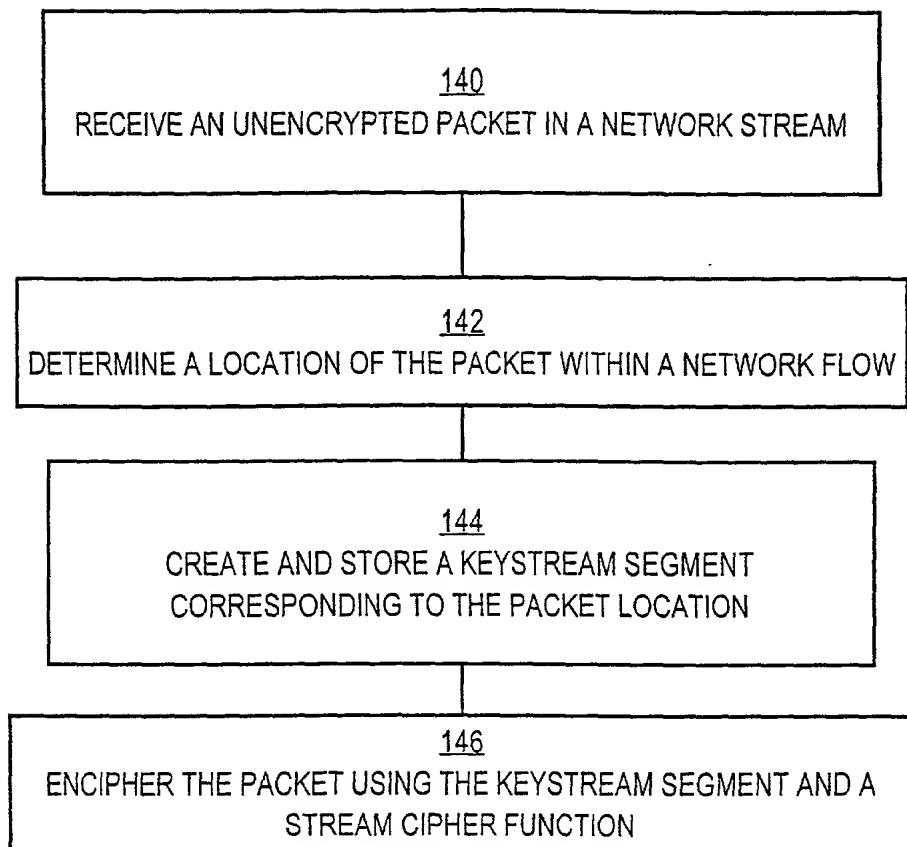 140
RECEIVE AN UNENCRYPTED PACKET IN A NETWORK STREAM
142
DETERMINE A LOCATION OF THE PACKET WITHIN A NETWORK FLOW
144
CREATE AND STORE A KEYSTREAM SEGMENT
CORRESPONDING TO THE PACKET LOCATION
146
ENCIPHER THE PACKET USING THE KEYSTREAM SEGMENT AND A
STREAM CIPHER FUNCTION